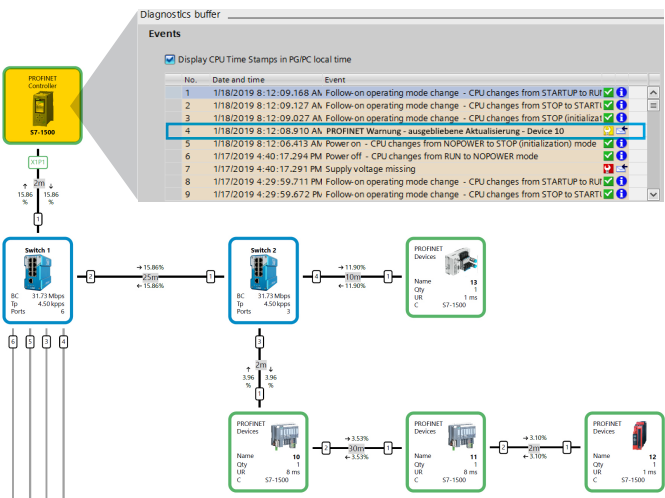 Diagnostics buffer
Events
Display CPU Time Stamps in PG/PC local time
No. Date and time Event
1 1/18/2019 8:12:09.168 AM Follow-on operating mode change - CPU changes from STARTUP to RUI
2 1/18/2019 8:12:09.127 AM Follow-on operating mode change - CPU changes from STOP to STARTU
3 1/18/2019 8:12:09.027 AM Follow-on operating mode change - CPU changes from STOP (initializat
4 1/18/2019 8:12:08.910 AM PROFINET Warnung - ausgebliebene Aktualisierung - Device 10
5 1/18/2019 8:12:06.413 AM Power on - CPU changes from NOPOWER to STOP (initialization) mode
6 1/17/2019 4:40:17.294 PM Power off - CPU changes from RUN to NOPOWER mode
7 1/17/2019 4:40:17.291 PM Supply voltage missing
8 1/17/2019 4:29:59.711 PM Follow-on operating mode change - CPU changes from STARTUP to RUI
9 1/17/2019 4:29:59.672 PM Follow-on operating mode change - CPU changes from STOP to STARTU
PROFINET
Controller
S7-1500
X1P1
↑ 2m ↓
15.86 15.86
% %
1
Switch 1
BC 31.73 Mbps
Tp 4.50 kpps
Ports 6
2
→ 15.86%
25m
← 15.86%
1
Switch 2
BC 31.73 Mbps
Tp 4.50 kpps
Ports 3
4
→ 11.90%
10m
← 11.90%
1
PROFINET
Devices
Name 13
Qty 1
UR 1 ms
C S7-1500
6 5 3 4
3
↑ 2m ↓
3.96 3.96
% %
1
PROFINET
Devices
Name 10
Qty 1
UR 8 ms
C S7-1500
2
→ 3.53%
30m
← 3.53%
1
PROFINET
Devices
Name 11
Qty 1
UR 8 ms
C S7-1500
2
→ 3.10%
2m
← 3.10%
1
PROFINET
Devices
Name 12
Qty 1
UR 1 ms
C S7-1500